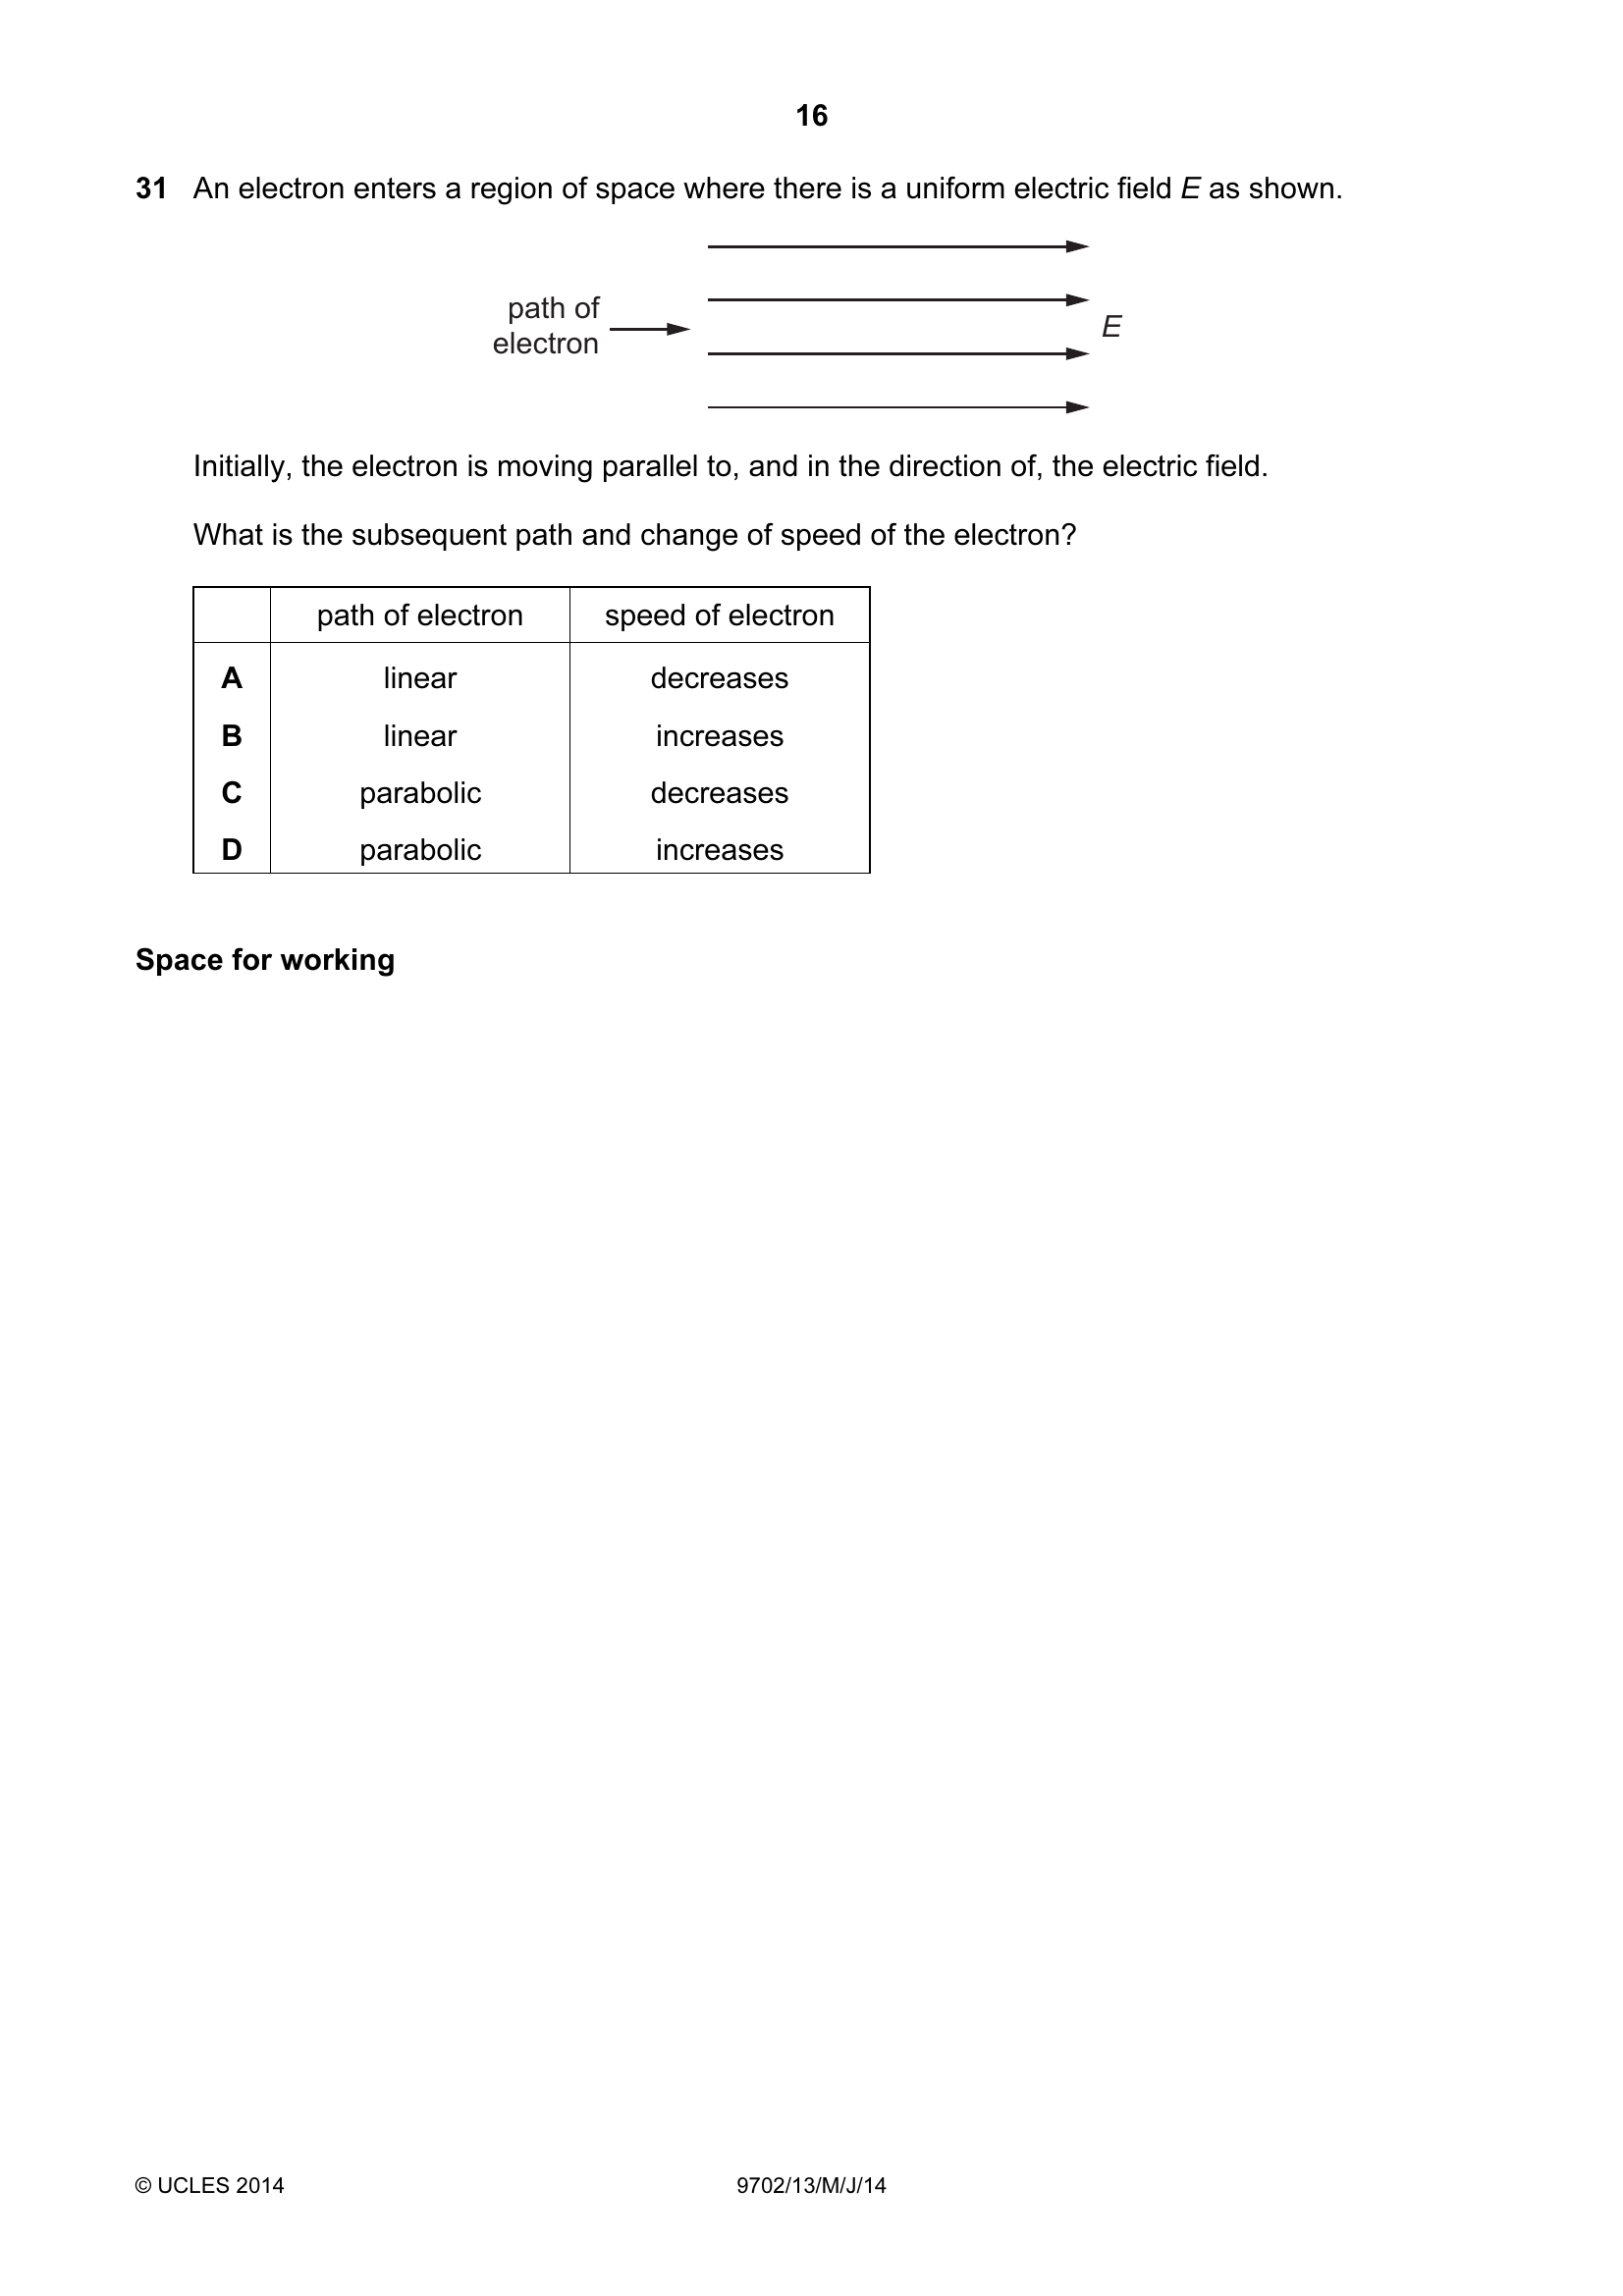 16
31 An electron enters a region of space where there is a uniform electric field E as shown.
path of
electron
E
Initially, the electron is moving parallel to, and in the direction of, the electric field.
What is the subsequent path and change of speed of the electron?
path of electron speed of electron
A linear decreases
B linear increases
C parabolic decreases
D parabolic increases
Space for working
© UCLES 2014 9702/13/M/J/14